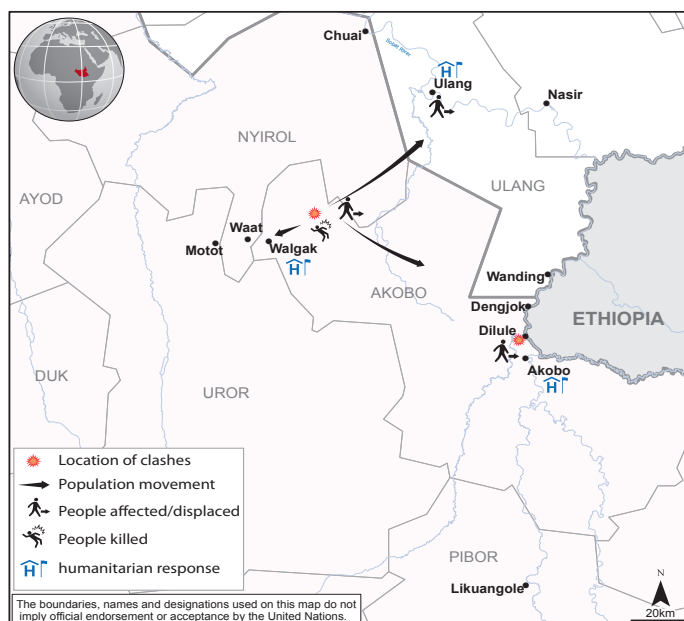 Chuai
Sobat River
H
Ulang
Nasir
NYIROL
ULANG
AYOD
Waat
Motot
Walgak
H
Wanding
AKOBO
Dengjok
ETHIOPIA
Dilule
Akobo
H
DUK
UROR
Location of clashes
Population movement
People affected/displaced
People killed
H
humanitarian response
PIBOR
Likuangole
N
20km
The boundaries, names and designations used on this map do not
imply official endorsement or acceptance by the United Nations.